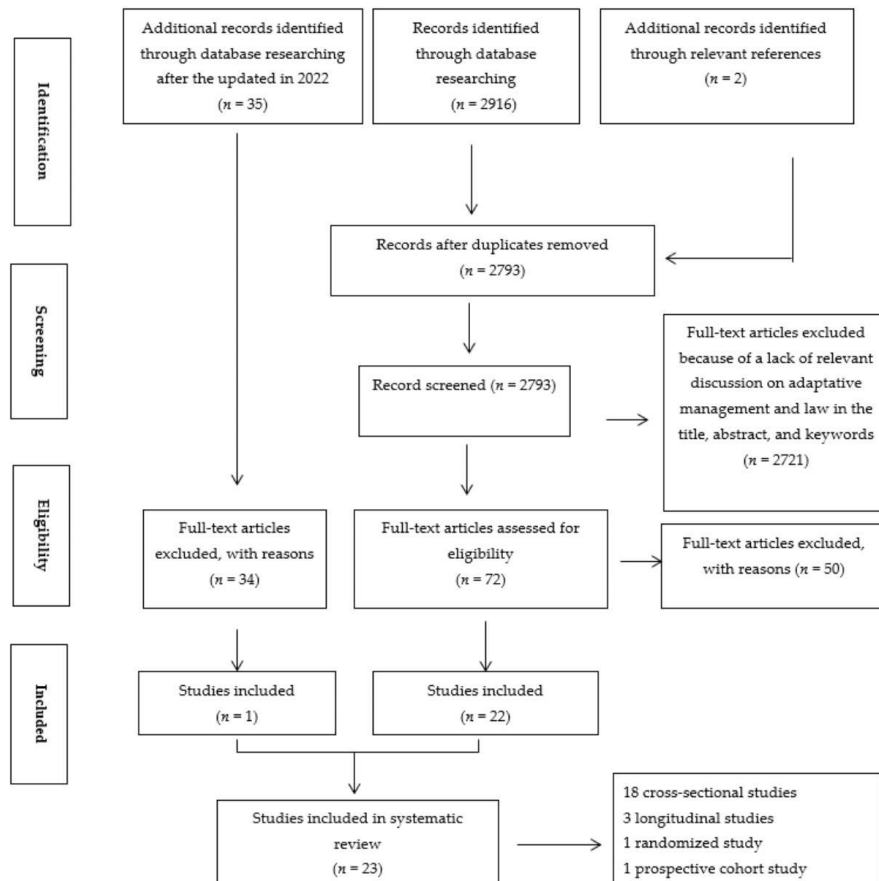 Identification
Additional records identified
through database researching
after the updated in 2022
(n = 35)
Records
identified through
database
researching
(n = 2916)
Additional records identified
through relevant references
(n = 2)
Records after duplicates removed
(n = 2793)
Screening
Record screened (n = 2793)
Full-text articles excluded
because of a lack of relevant
discussion on adaptative
management and law in the
title, abstract, and keywords
(n = 2721)
Eligibility
Full-text articles
excluded, with reasons
(n = 34)
Full-text articles assessed for
eligibility
(n = 72)
Full-text articles excluded,
with reasons (n = 50)
Included
Studies included
(n = 1)
Studies included
(n = 22)
Studies included in systematic
review
(n = 23)
18 cross-sectional studies
3 longitudinal studies
1 randomized study
1 prospective cohort study